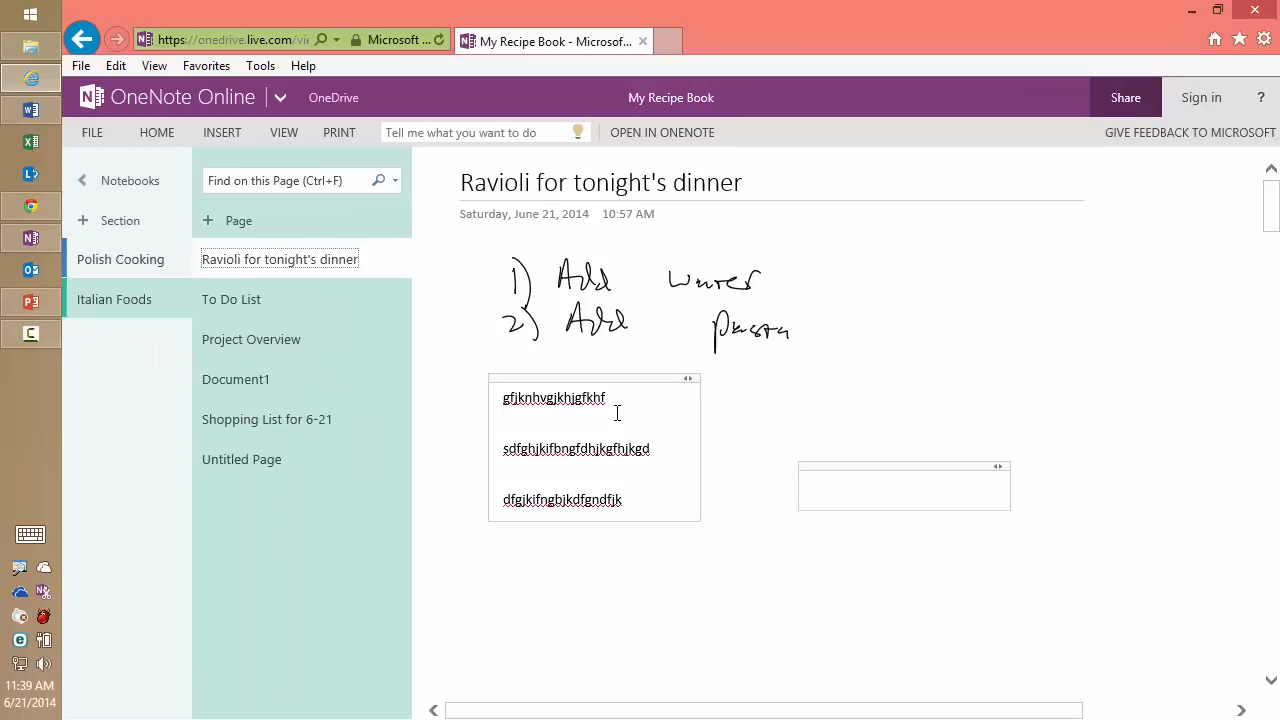 https://onedrive.live.com/vi
Microsoft ...
My Recipe Book - Microsof...
File Edit View Favorites Tools Help
OneNote Online
OneDrive
My Recipe Book
Share
Sign in
?
FILE HOME INSERT VIEW PRINT
Tell me what you want to do
OPEN IN ONENOTE
GIVE FEEDBACK TO MICROSOFT
Notebooks
+ Section
Polish Cooking
Italian Foods
Find on this Page (Ctrl+F)
+ Page
Ravioli for tonight's dinner
To Do List
Project Overview
Document1
Shopping List for 6-21
Untitled Page
Ravioli for tonight's dinner
Saturday, June 21, 2014 10:57 AM
1) Add water
2) Add pasta
gfjknhvgjkhjgfkhf
sdfghjkifbngfdhjkgfhjkgd
dfgjkifngbjkdfgndfjk
11:39 AM
6/21/2014